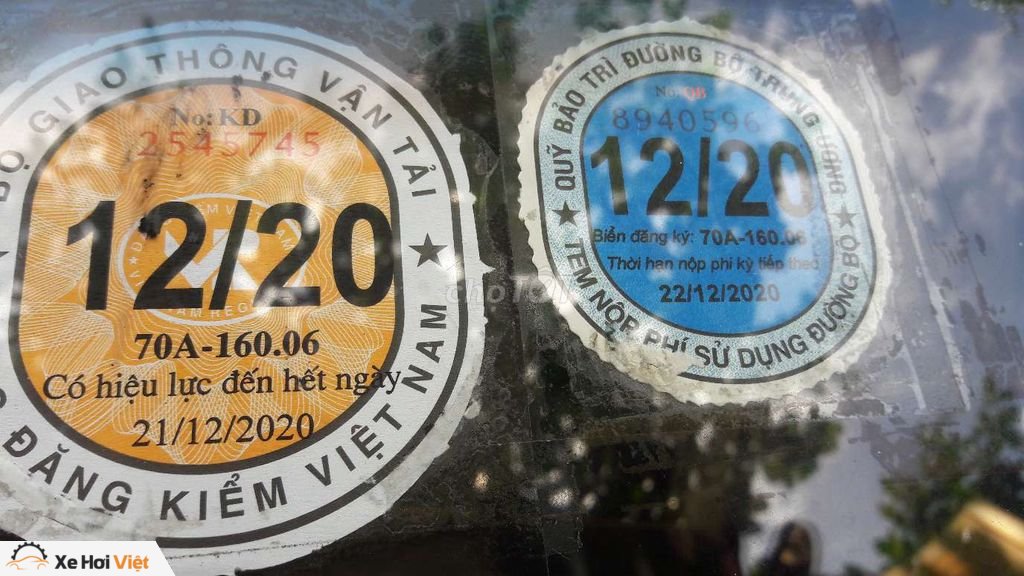 BỘ GIAO THÔNG VẬN TẢI
No: KD
2545745
12/20
70A-160.06
Có hiệu lực đến hết ngày
21/12/2020
ĐĂNG KIỂM VIỆT NAM
QUỸ BẢO TRÌ ĐƯỜNG BỘ TRUNG ƯƠNG
No: QB
8940596
12/20
Biển đăng ký: 70A-160.06
Thời hạn nộp phí kỳ tiếp theo
22/12/2020
TEM NỘP PHÍ SỬ DỤNG ĐƯỜNG BỘ
Xe Hơi Việt